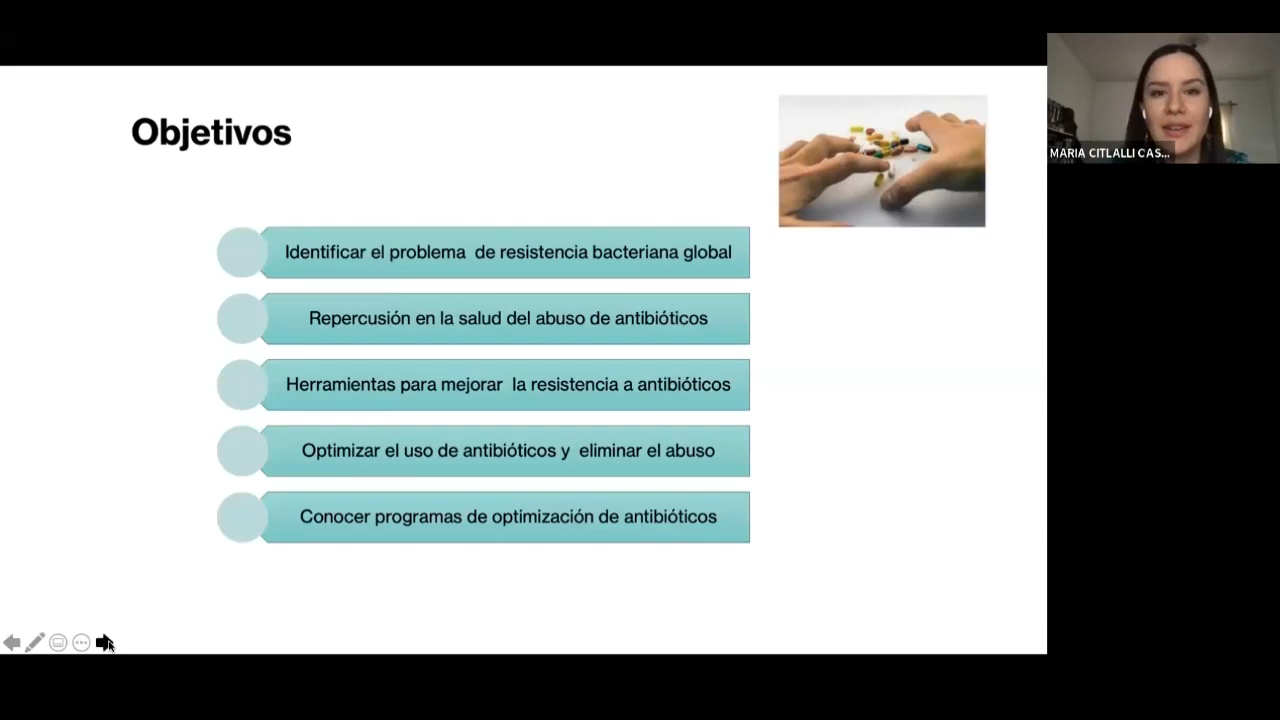 Objetivos
MARIA CITLALLI CAS...
Identificar el problema  de resistencia bacteriana global
Repercusión en la salud del abuso de antibióticos
Herramientas para mejorar  la resistencia a antibióticos
Optimizar el uso de antibióticos y  eliminar el abuso
Conocer programas de optimización de antibióticos